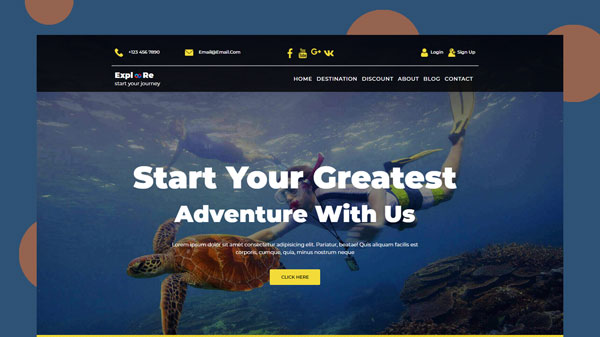 +123 456 7890 Email@Email.Com Login Sign Up
Expl Re
start your journey
HOME DESTINATION DISCOUNT ABOUT BLOG CONTACT
Start Your Greatest
Adventure With Us
Lorem ipsum dolor sit amet consectetur adipisicing elit. Pariatur, beatae! Quis aliquam facilis est
corporis, cumque, quia, minus nostrum neque
CLICK HERE